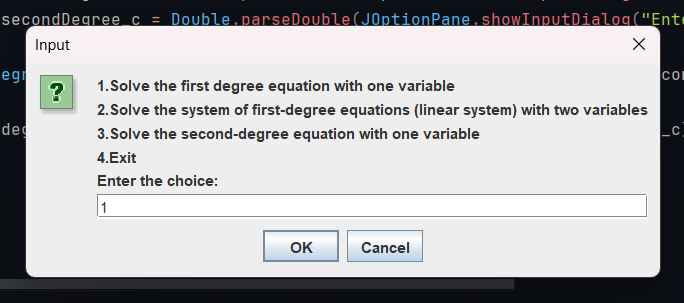 secondDegree_c = Double.parseDouble(JOptionPane.showInputDialog("Ente
Input
1.Solve the first degree equation with one variable
2.Solve the system of first-degree equations (linear system) with two variables
3.Solve the second-degree equation with one variable
4.Exit
Enter the choice:
1
OK Cancel